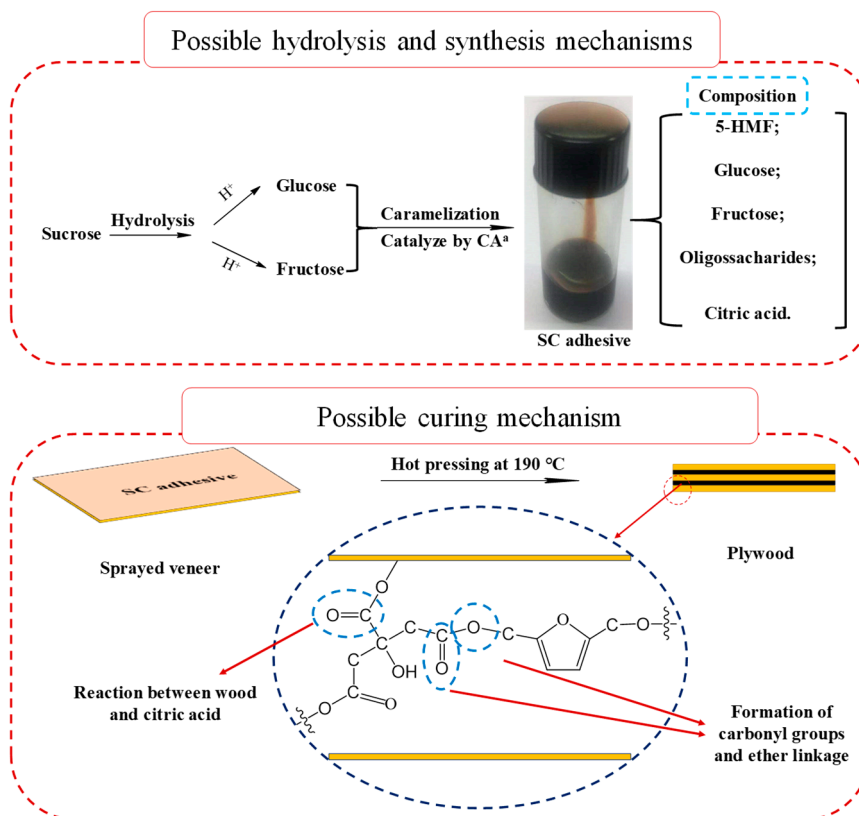 Possible hydrolysis and synthesis mechanisms
Composition
5-HMF;
Glucose;
Fructose;
Oligossacharides;
Citric acid.
Sucrose
Hydrolysis
H⁺
Glucose
H⁺
Fructose
Caramelization
Catalyze by CAᵃ
SC adhesive
Possible curing mechanism
SC adhesive
Hot pressing at 190 °C
Sprayed veneer
Plywood
O
O
C
C
C
O
C
O
C
C
OH
O
O
C
O
O
Reaction between wood
and citric acid
Formation of
carbonyl groups
and ether linkage